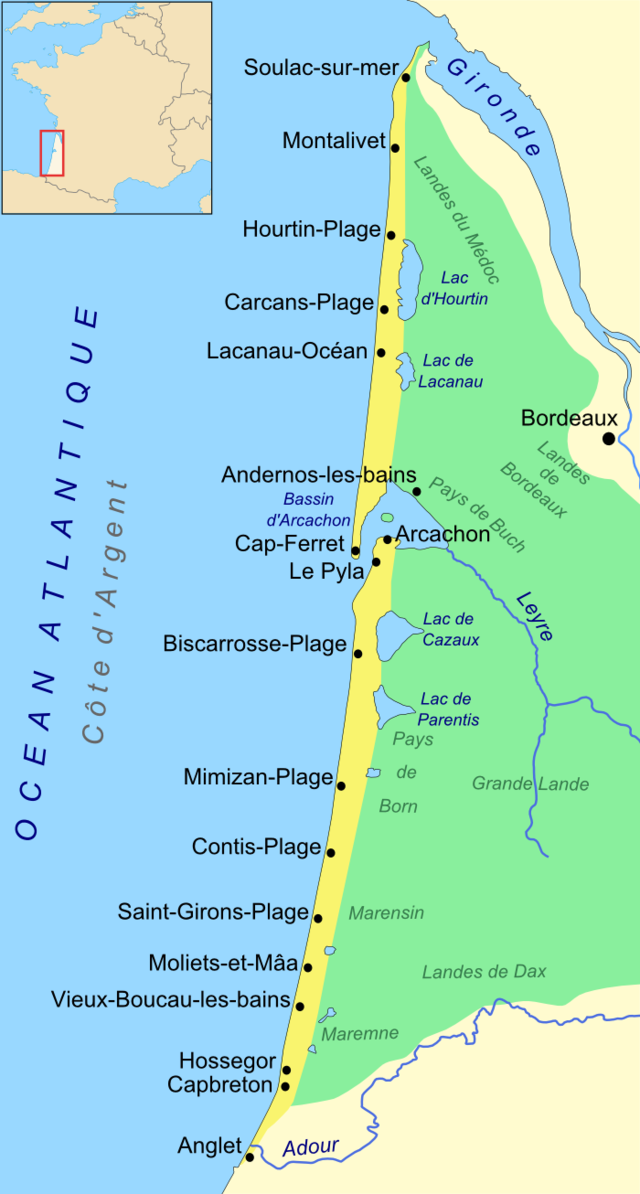 Soulac-sur-mer
Gironde
Montalivet
Landes du Médoc
Hourtin-Plage
Lac
d'Hourtin
Carcans-Plage
Lacanau-Océan
Lac de
Lacanau
OCEAN ATLANTIQUE
Côte d'Argent
Bordeaux
Landes
de
Bordeaux
Andernos-les-bains
Pays de Buch
Bassin
d'Arcachon
Arcachon
Cap-Ferret
Le Pyla
Leyre
Lac de
Cazaux
Biscarrosse-Plage
Lac de
Parentis
Pays
de
Born
Mimizan-Plage
Grande Lande
Contis-Plage
Saint-Girons-Plage
Marensin
Moliets-et-Mâa
Landes de Dax
Vieux-Boucau-les-bains
Maremne
Hossegor
Capbreton
Anglet
Adour